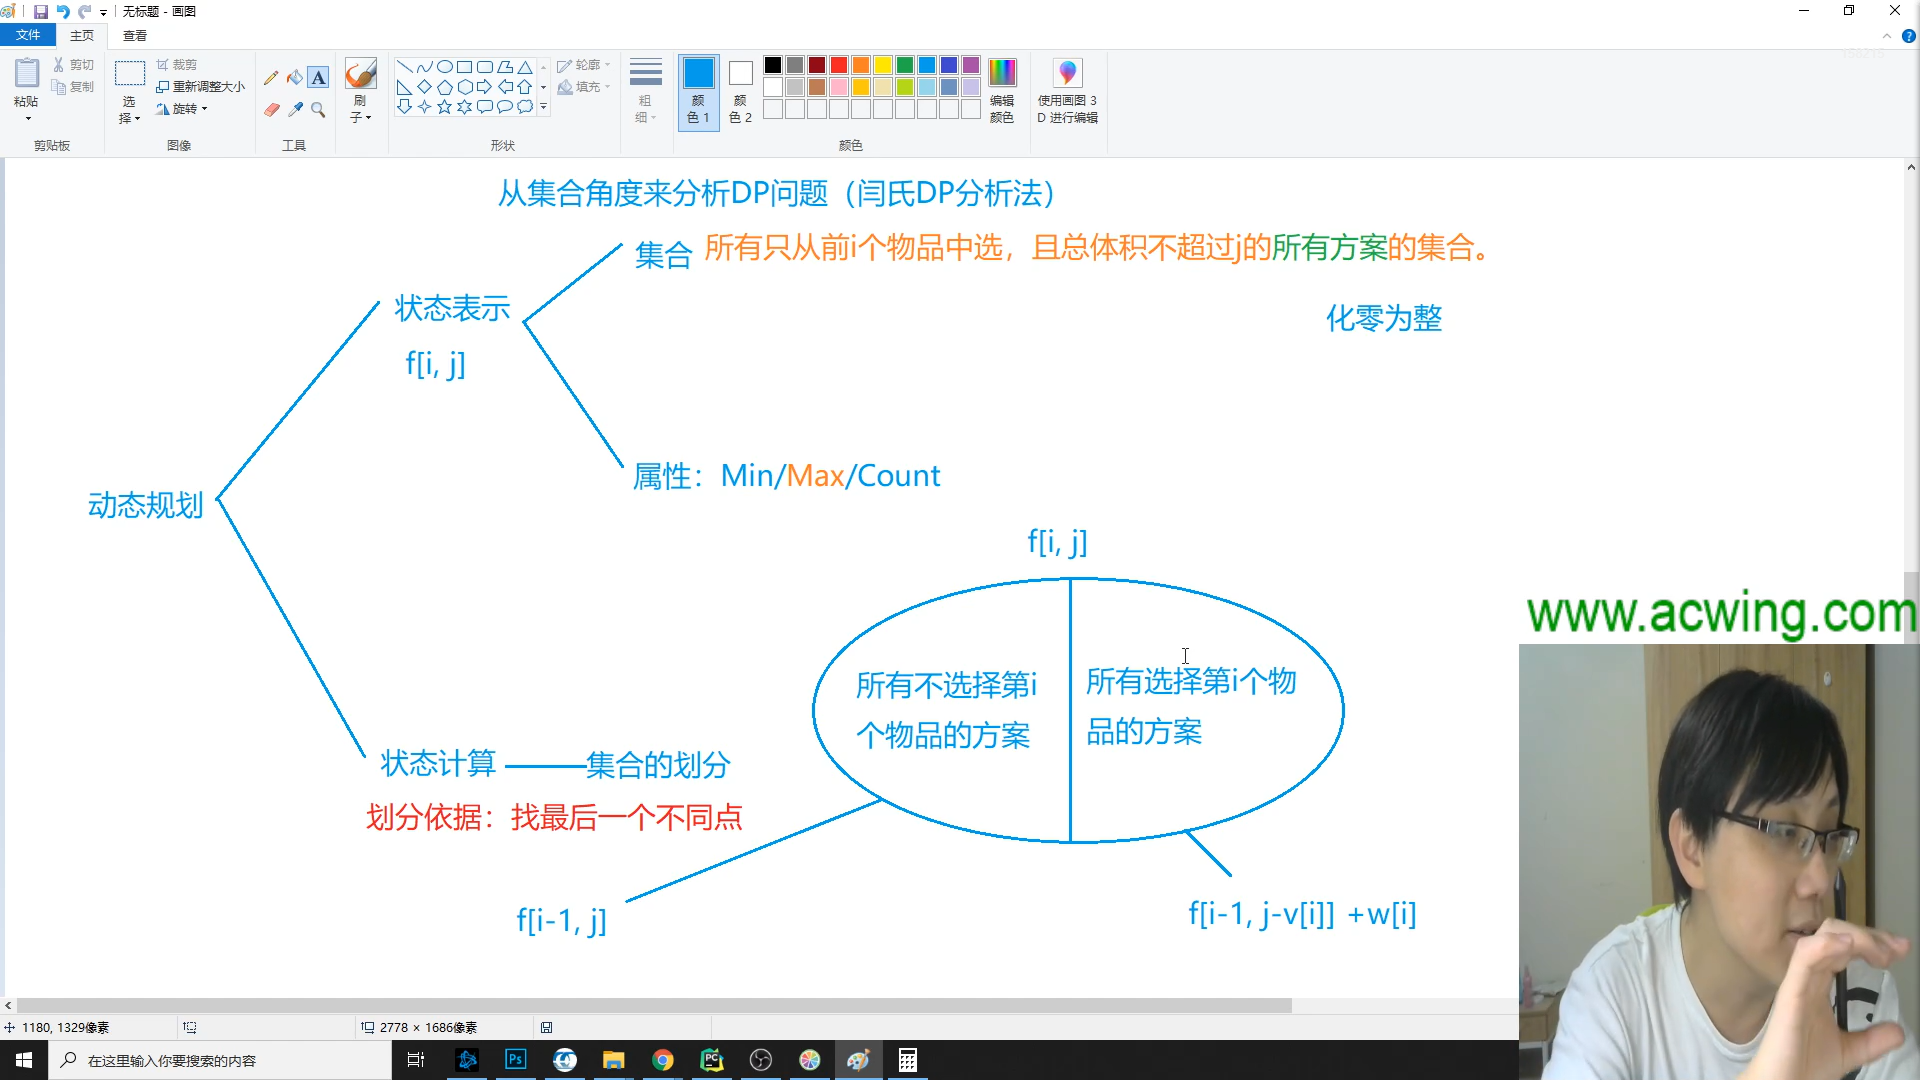 无标题 - 画图
文件 主页 查看
粘贴 剪切 复制 剪贴板
选择 裁剪 重新调整大小 旋转 图像
A 工具
刷子
轮廓 填充 形状
粗细
颜色 1 颜色 2 编辑颜色 颜色
使用画图 3D 进行编辑
从集合角度来分析DP问题（闫氏DP分析法）
集合 所有只从前i个物品中选，且总体积不超过j的所有方案的集合。
状态表示
化零为整
f[i, j]
属性：Min/Max/Count
动态规划
f[i, j]
www.acwing.com
所有不选择第i
个物品的方案
所有选择第i个物
品的方案
状态计算 集合的划分
划分依据：找最后一个不同点
f[i-1, j]
f[i-1, j-v[i]] +w[i]
1180, 1329像素 2778 × 1686像素
在这里输入你要搜索的内容 Ps PC